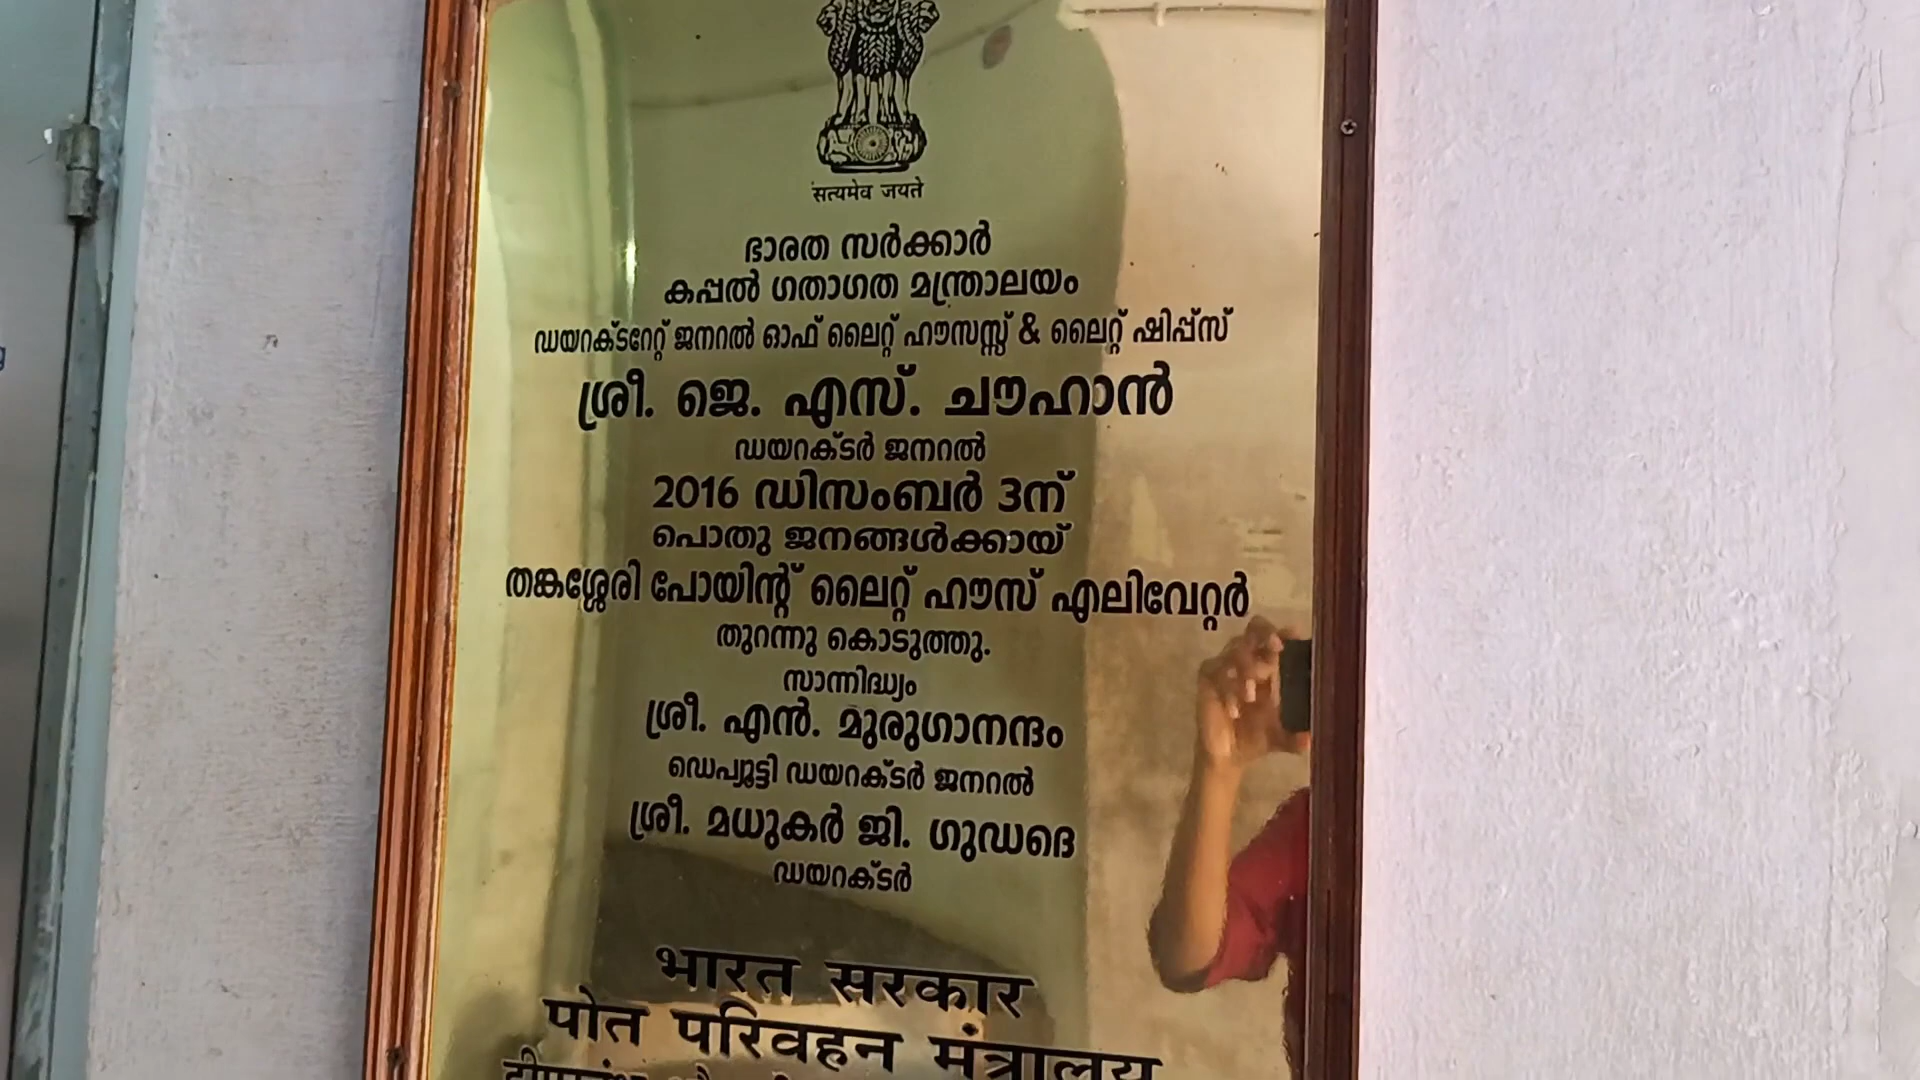 सत्यमेव जयते
ഭാരത സർക്കാർ
കപ്പൽ ഗതാഗത മന്ത്രാലയം
ഡയറക്ടറേറ്റ് ജനറൽ ഓഫ് ലൈറ്റ് ഹൗസസ്സ് & ലൈറ്റ് ഷിപ്പ്സ്
ശ്രീ. ജെ. എസ്. ചൗഹാൻ
ഡയറക്ടർ ജനറൽ
2016 ഡിസംബർ 3ന്
പൊതു ജനങ്ങൾക്കായ്
തങ്കശ്ശേരി പോയിന്റ് ലൈറ്റ് ഹൗസ് എലിവേറ്റർ
തുറന്നു കൊടുത്തു.
സാന്നിദ്ധ്യം
ശ്രീ. എൻ. മുരുഗാനന്ദം
ഡെപ്യൂട്ടി ഡയറക്ടർ ജനറൽ
ശ്രീ. മധുകർ ജി. ഗുഡദെ
ഡയറക്ടർ
भारत सरकार
पोत परिवहन मंत्रालय